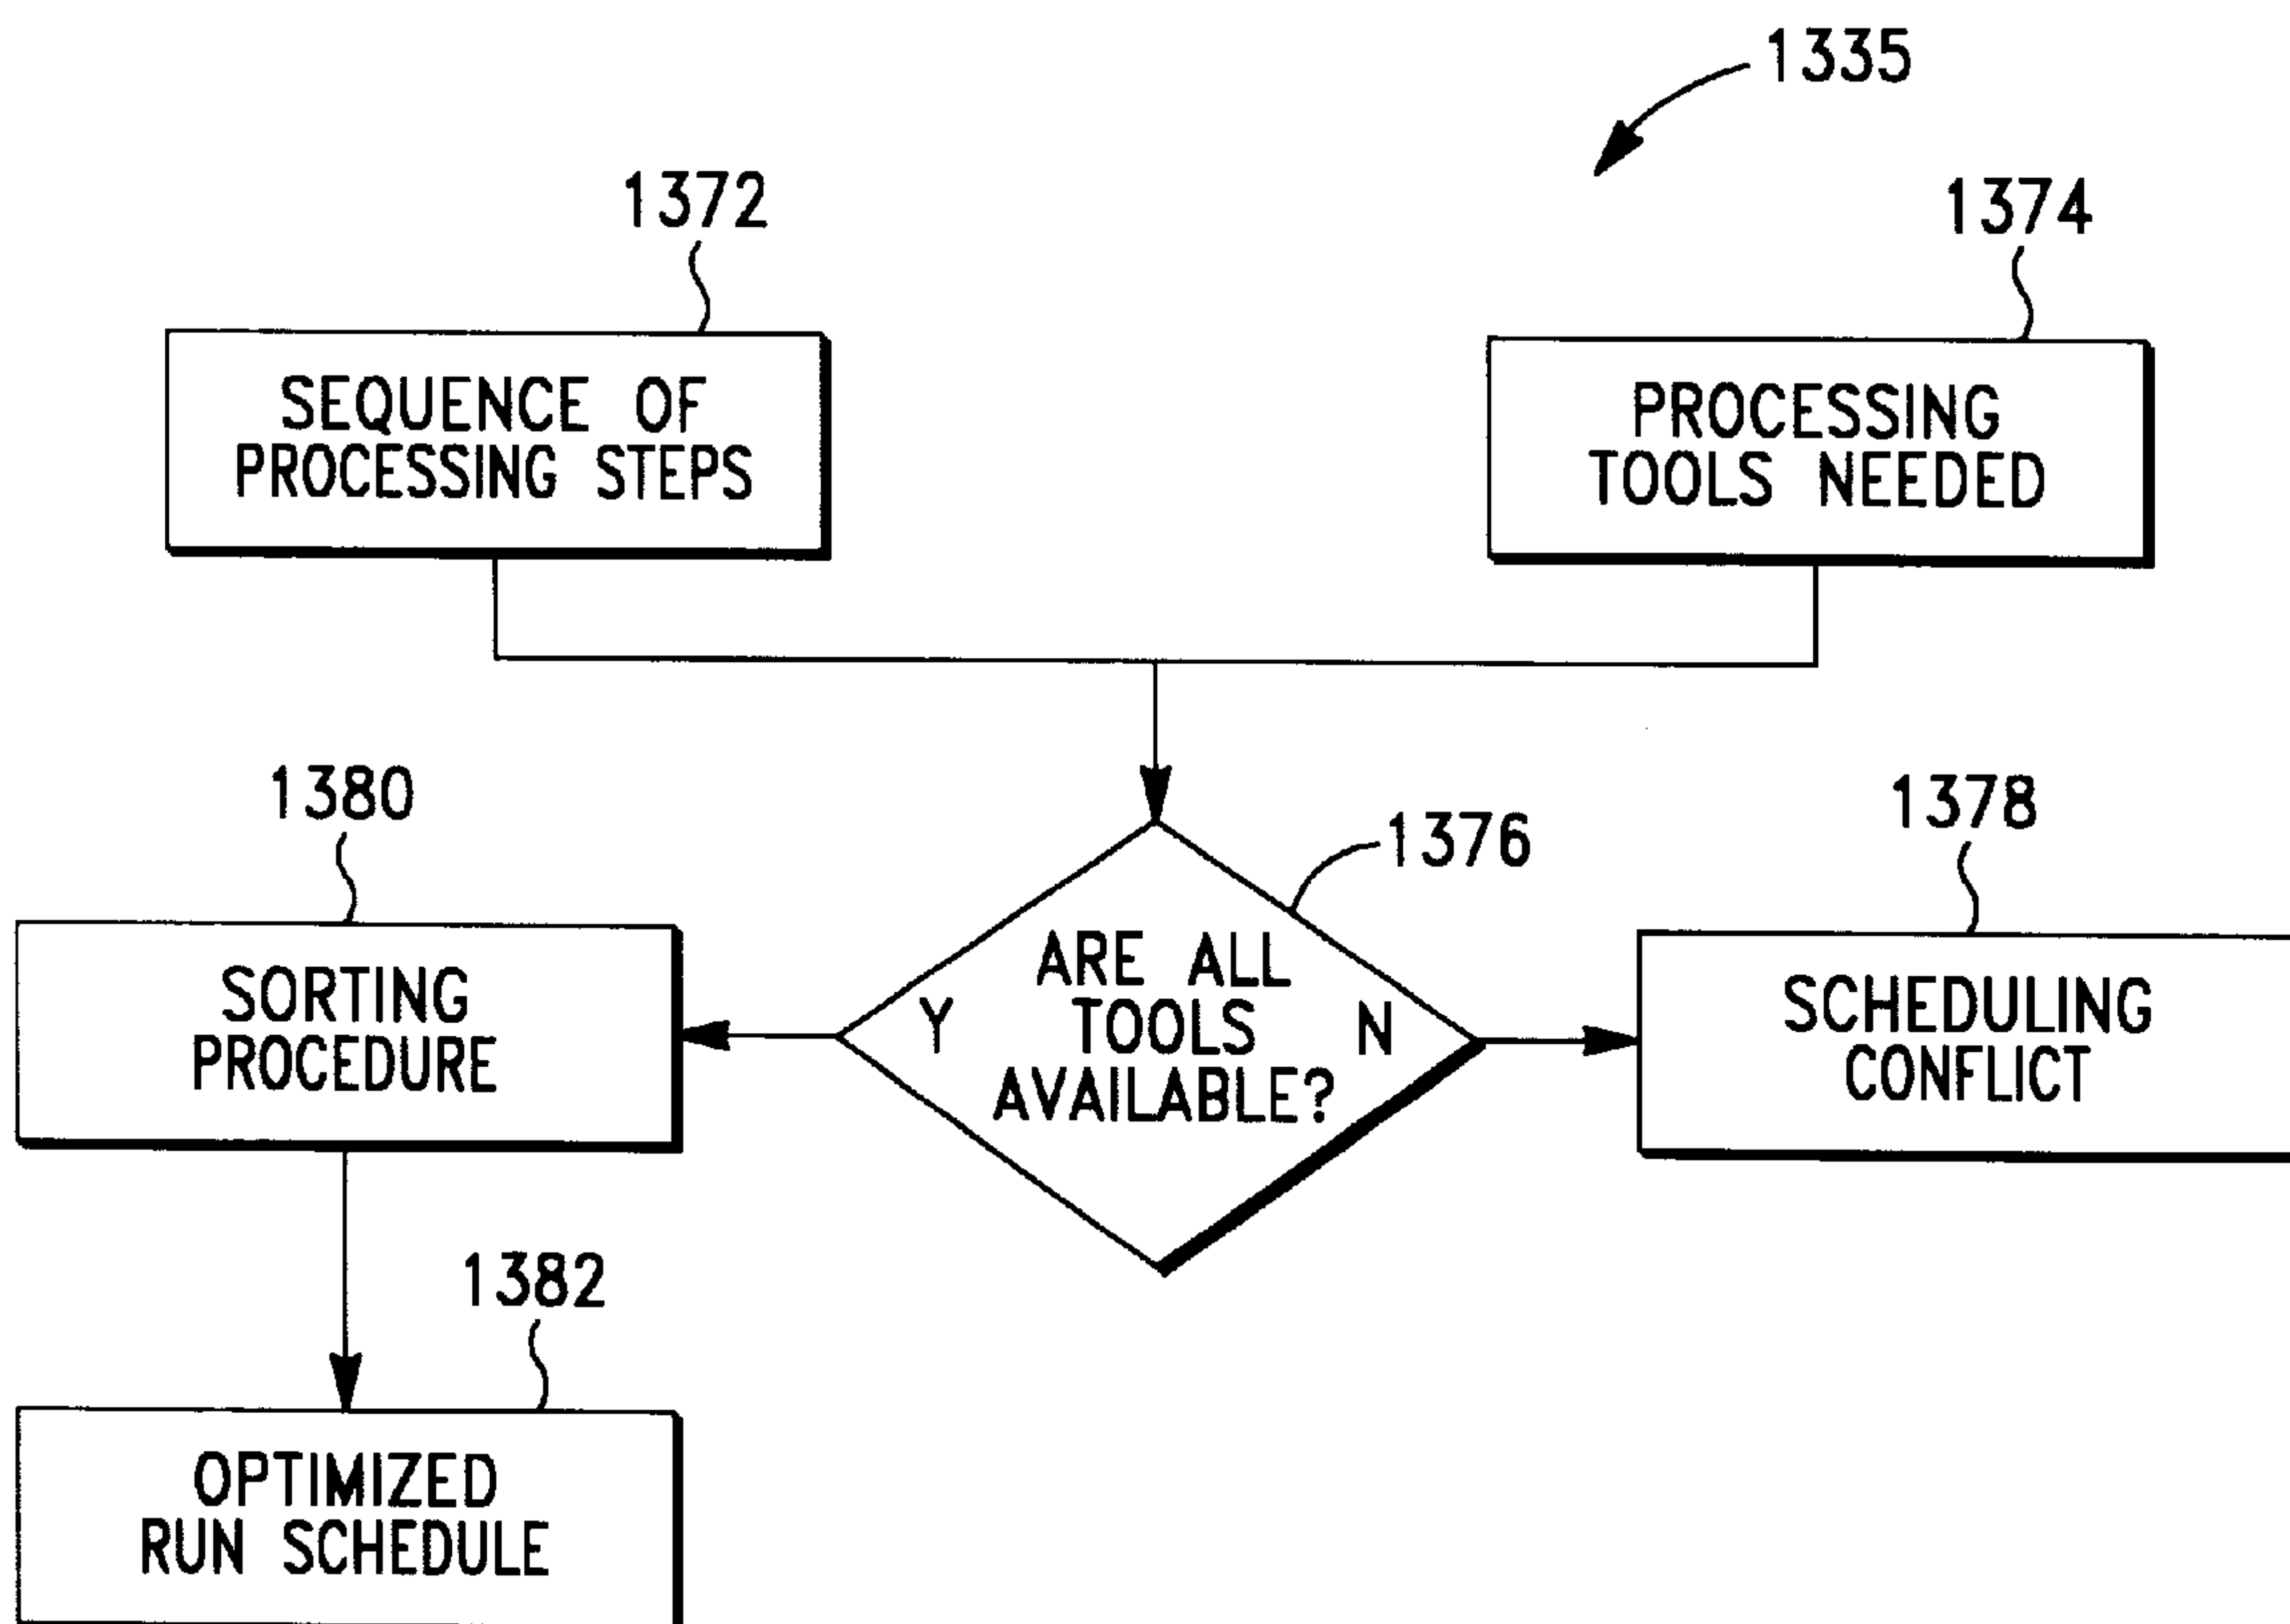 1335
1372
1374
SEQUENCE OF
PROCESSING STEPS
PROCESSING
TOOLS NEEDED
1380
1376
1378
SORTING
PROCEDURE
Y
ARE ALL
TOOLS
AVAILABLE?
N
SCHEDULING
CONFLICT
1382
OPTIMIZED
RUN SCHEDULE